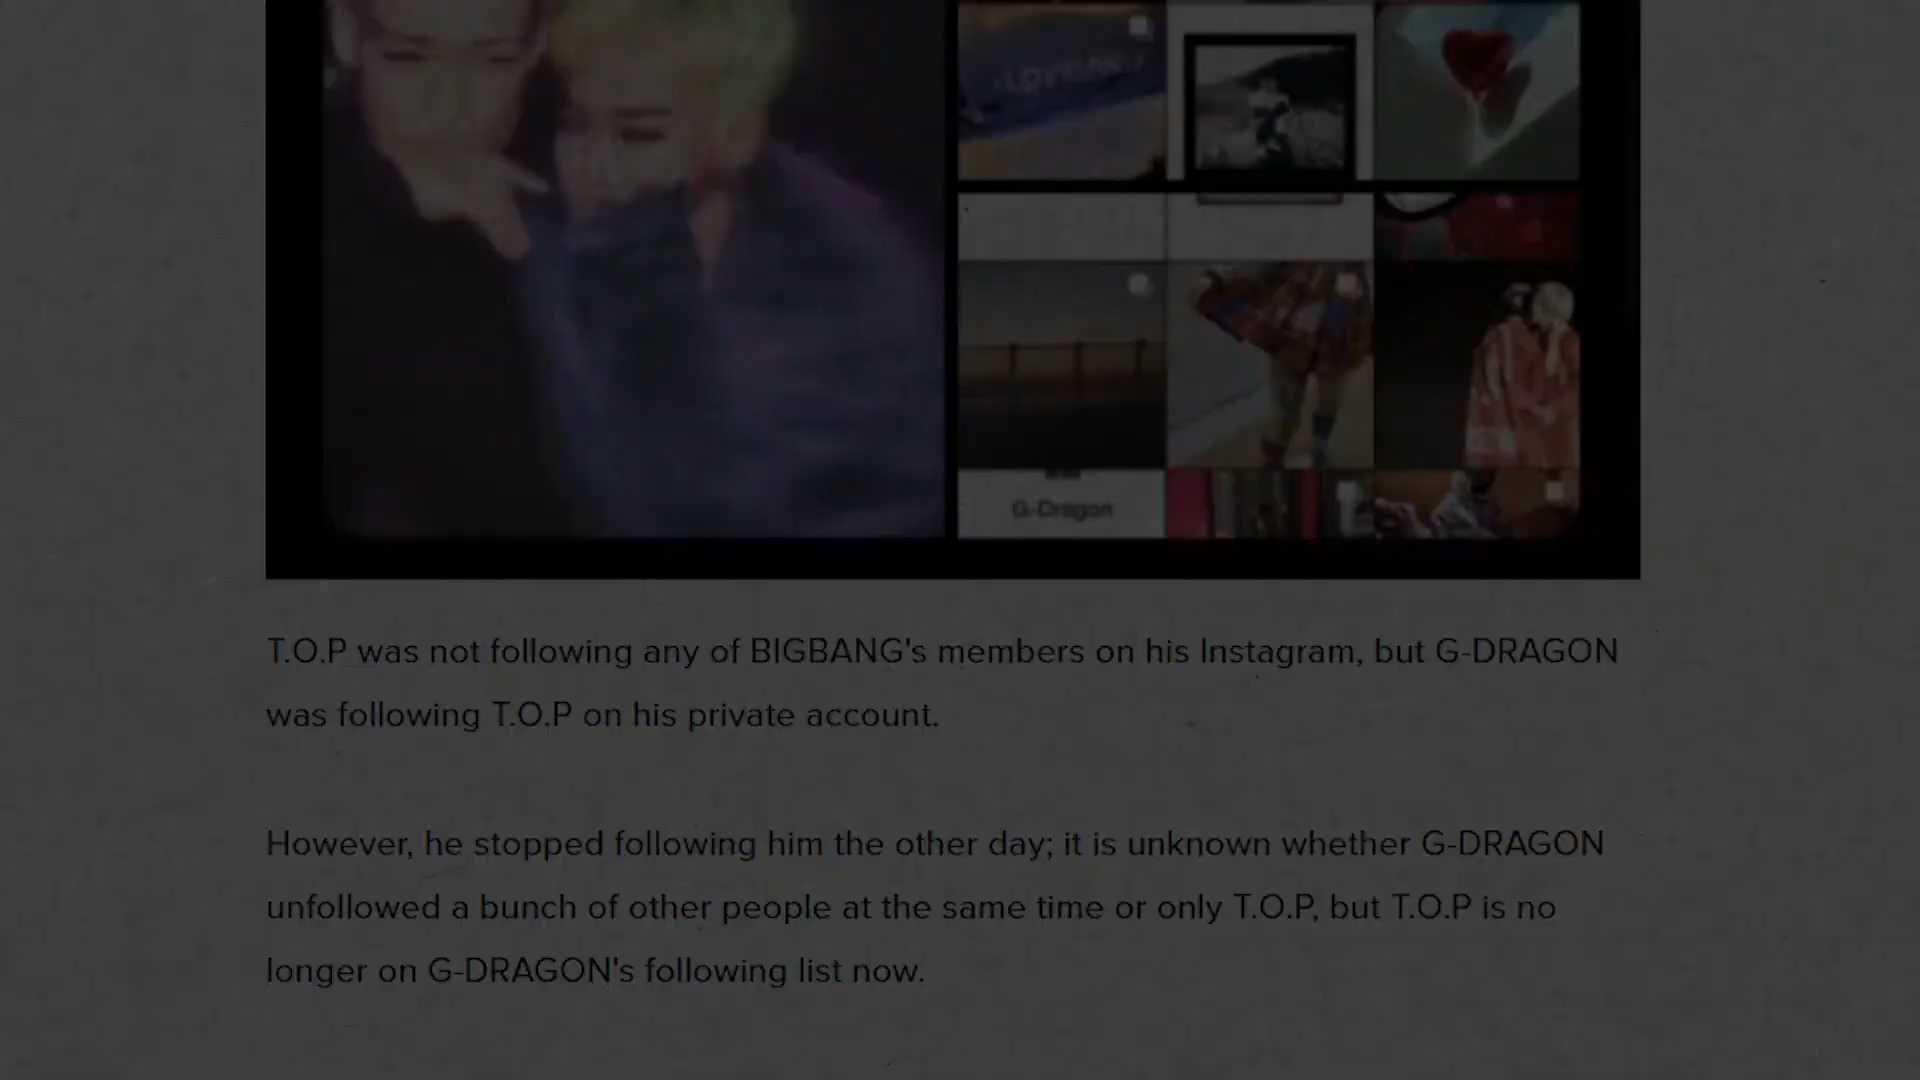 G-Dragon
T.O.P was not following any of BIGBANG's members on his Instagram, but G-DRAGON
was following T.O.P on his private account.
However, he stopped following him the other day; it is unknown whether G-DRAGON
unfollowed a bunch of other people at the same time or only T.O.P, but T.O.P is no
longer on G-DRAGON's following list now.